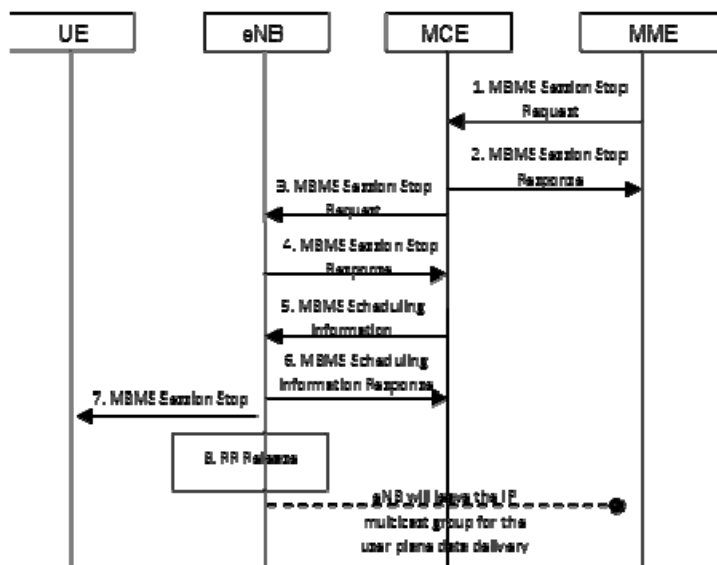 UE
eNB
MCE
MME
1. MBMS Session Stop
Request
2. MBMS Session Stop
Response
3. MBMS Session Stop
Request
4. MBMS Session Stop
Response
5. MBMS Scheduling
Information
6. MBMS Scheduling
Information Response
7. MBMS Session Stop
8. RR Release
eNB will leave the IP
multicast group for the
user plane data delivery